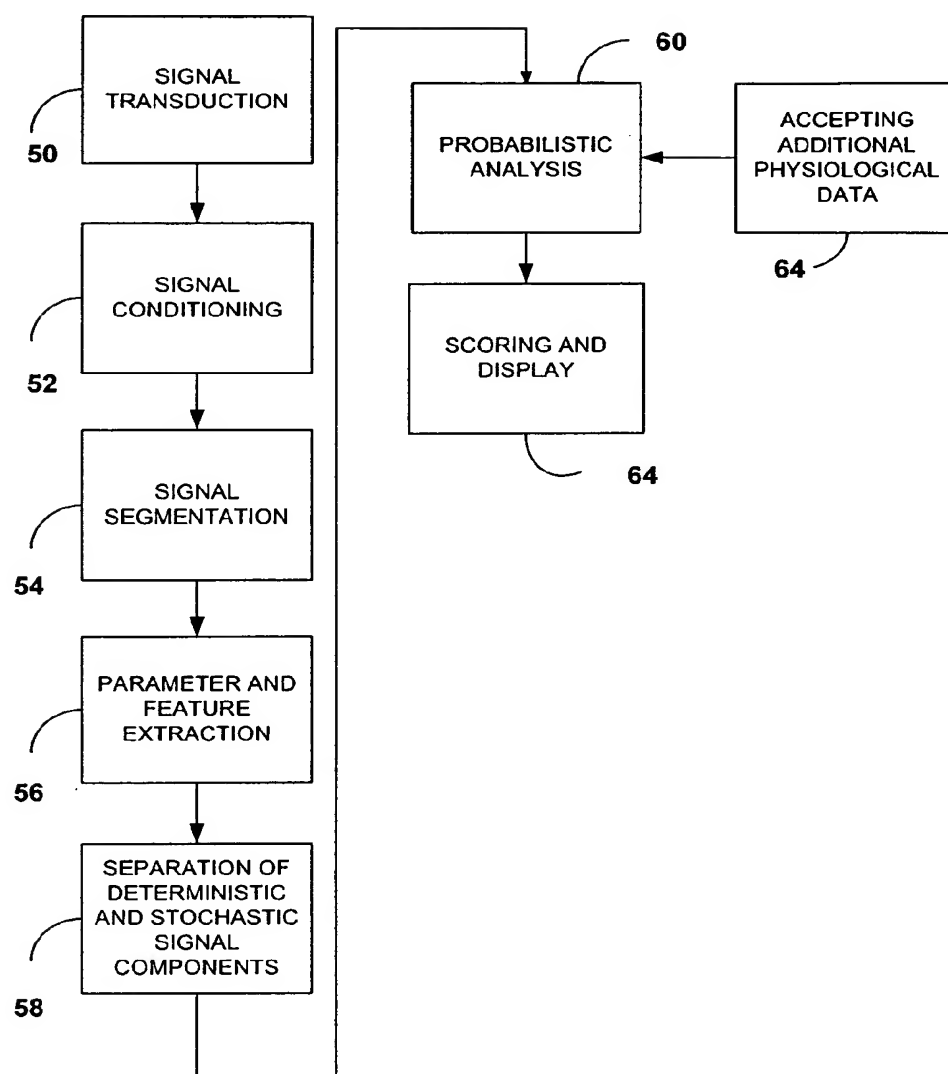 SIGNAL
TRANSDUCTION
50
SIGNAL
CONDITIONING
52
SIGNAL
SEGMENTATION
54
PARAMETER AND
FEATURE
EXTRACTION
56
SEPARATION OF
DETERMINISTIC
AND STOCHASTIC
SIGNAL
COMPONENTS
58
60
PROBABILISTIC
ANALYSIS
ACCEPTING
ADDITIONAL
PHYSIOLOGICAL
DATA
64
SCORING AND
DISPLAY
64